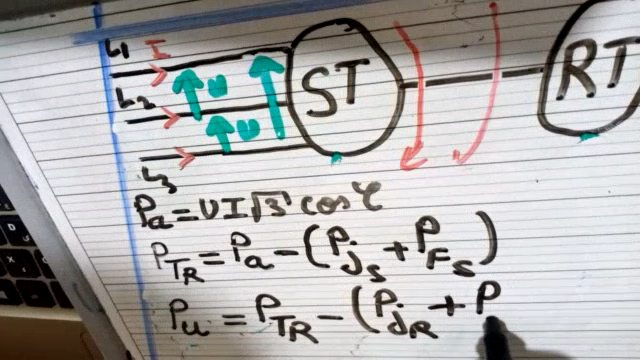 L1 I
U
L2
U
L3
ST
RT
Pa = UI√3 cos φ
PTR = Pa - (Pjs + PFs)
Pu = PTR - (PjR + P